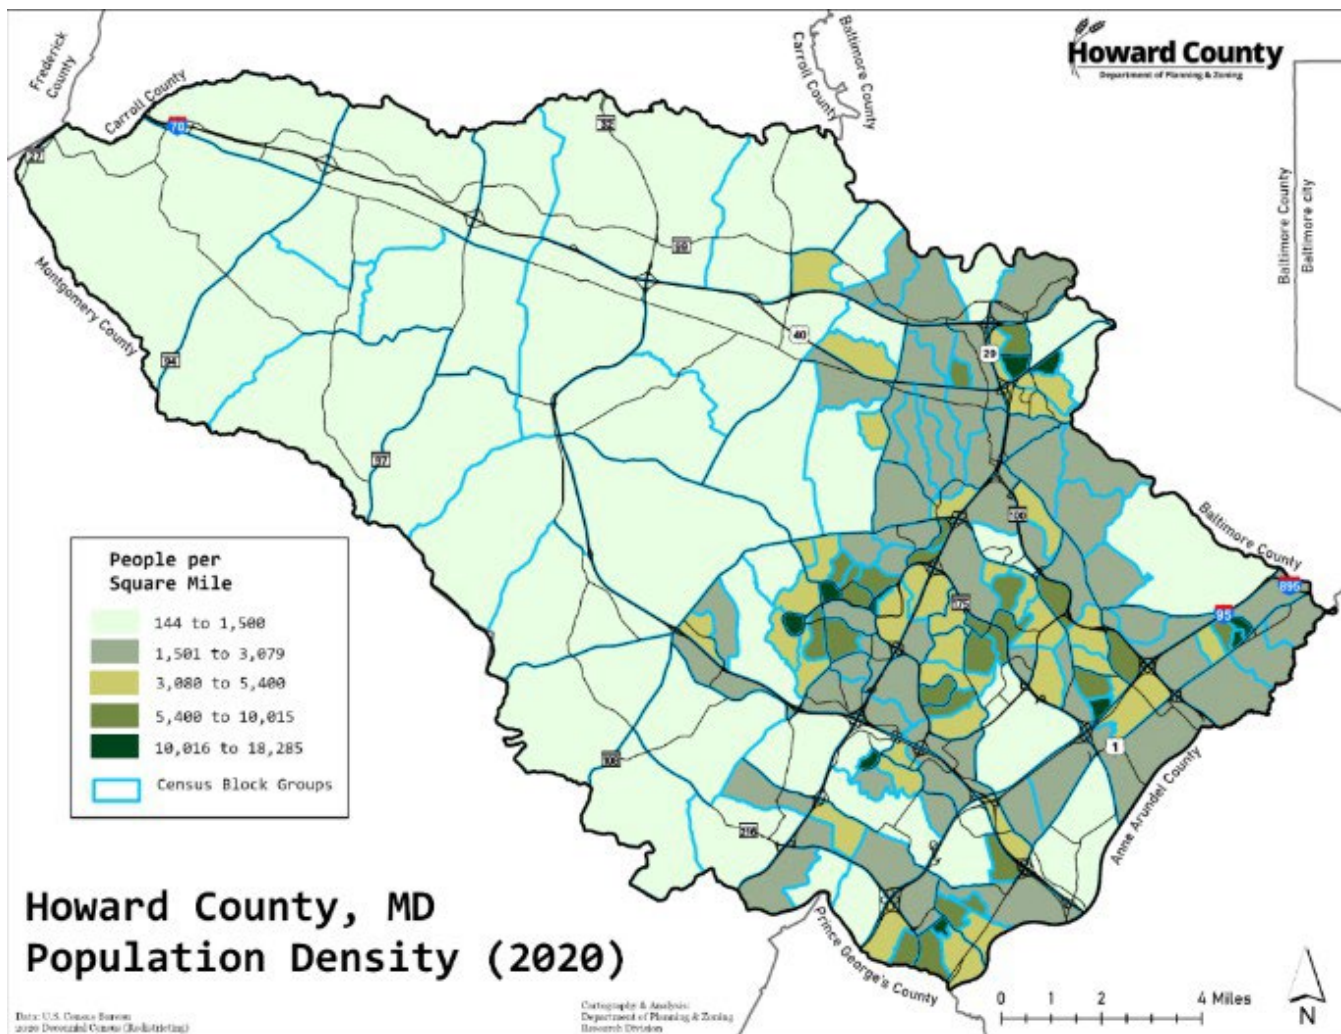 Howard County
Department of Planning & Zoning
Frederick
County
Carroll County
Carroll County
Baltimore County
Baltimore County
Baltimore city
70
27
32
99
40
29
94
97
Montgomery County
100
Baltimore County
895
95
175
1
108
216
Anne Arundel County
Prince George's County
People per
Square Mile
144 to 1,500
1,501 to 3,079
3,080 to 5,400
5,400 to 10,015
10,016 to 18,285
Census Block Groups
Howard County, MD
Population Density (2020)
Data: U.S. Census Bureau
2020 Decennial Census (Redistricting)
Cartography & Analysis:
Department of Planning & Zoning
Research Division
0 1 2 4 Miles
N